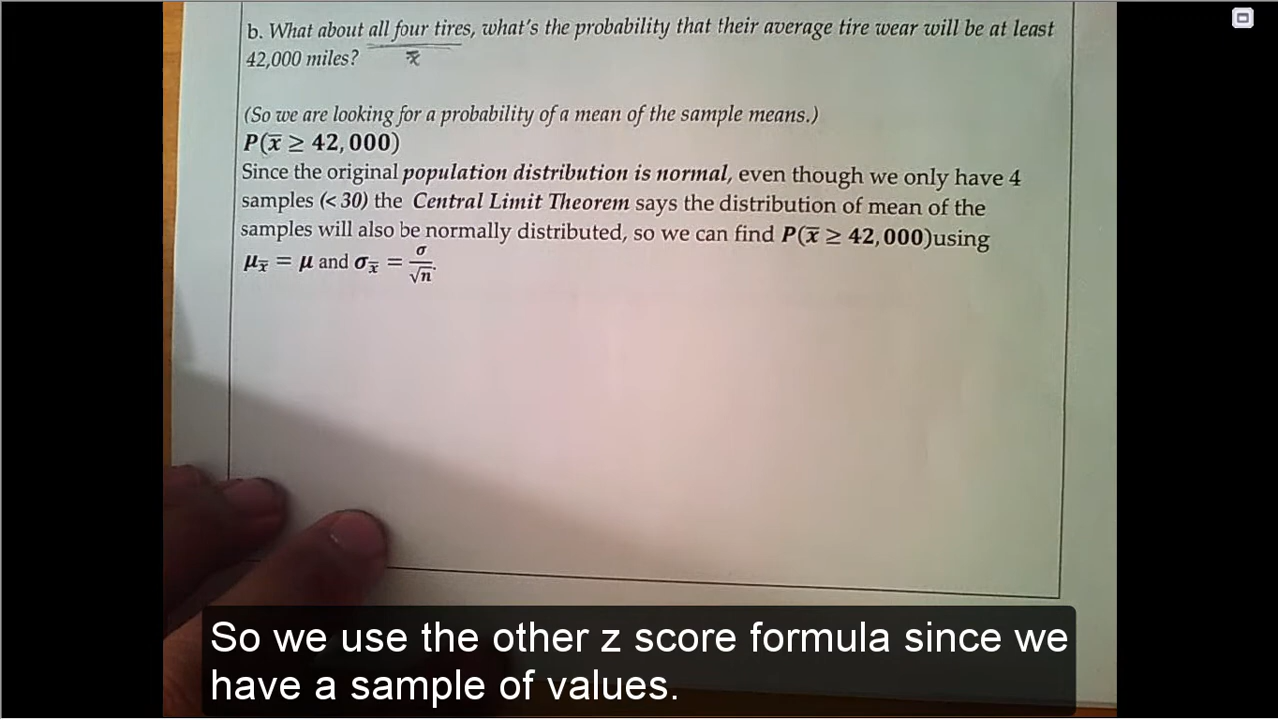 b. What about all four tires, what's the probability that their average tire wear will be at least
42,000 miles?
x̄
(So we are looking for a probability of a mean of the sample means.)
P(x̄ ≥ 42,000)
Since the original population distribution is normal, even though we only have 4
samples (< 30) the Central Limit Theorem says the distribution of mean of the
samples will also be normally distributed, so we can find P(x̄ ≥ 42,000)using
μx̄ = μ and σx̄ = σ/√n.
So we use the other z score formula since we
have a sample of values.